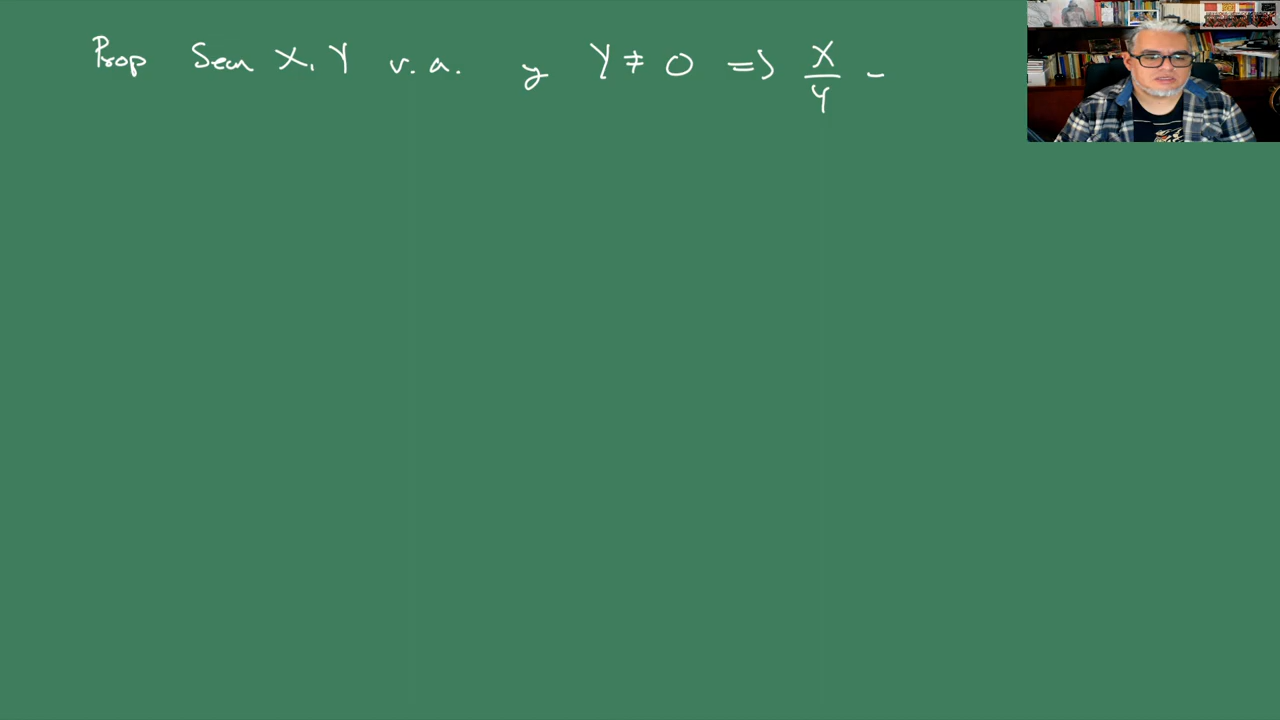 Prop Sean X, Y v.a. y Y ≠ 0 => X/Y -